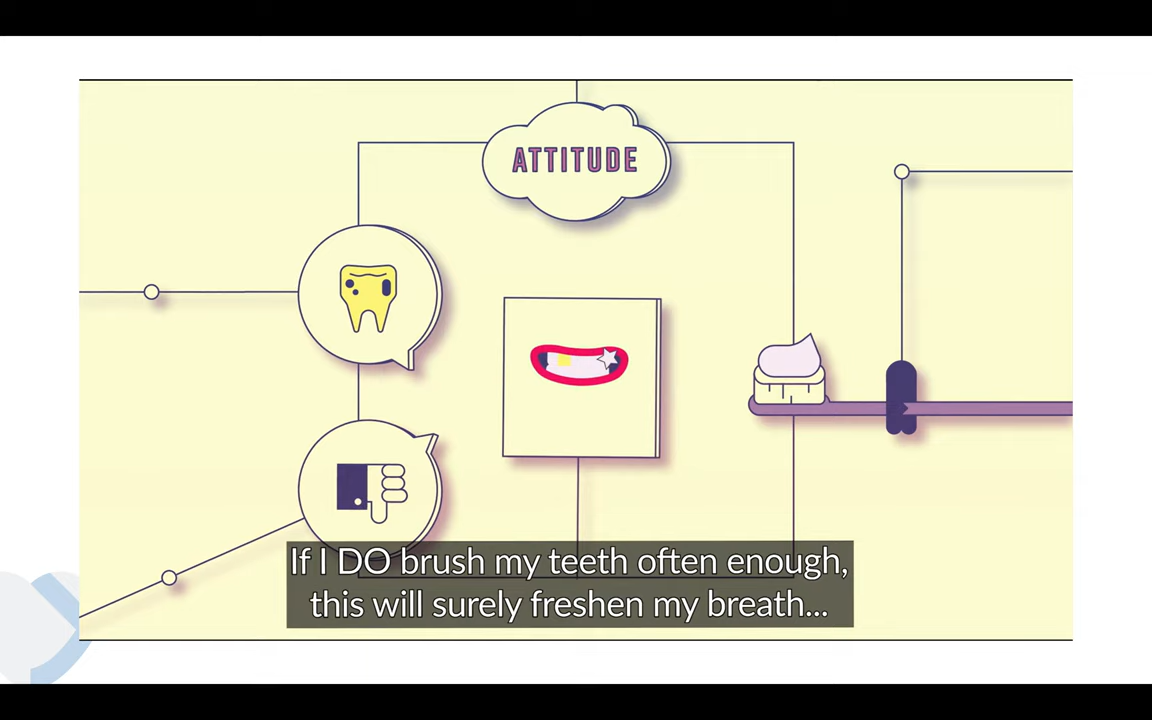 ATTITUDE
If I DO brush my teeth often enough,
this will surely freshen my breath...